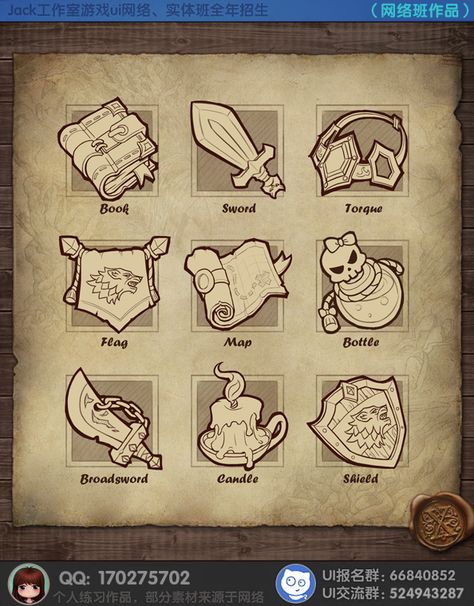 Jack工作室游戏ui网络、实体班全年招生
（网络班作品）
Book Sword Torque
Flag Map Bottle
Broadsword Candle Shield
QQ: 170275702
个人练习作品，部分素材来源于网络
UI报名群: 66840852
UI交流群: 524943287